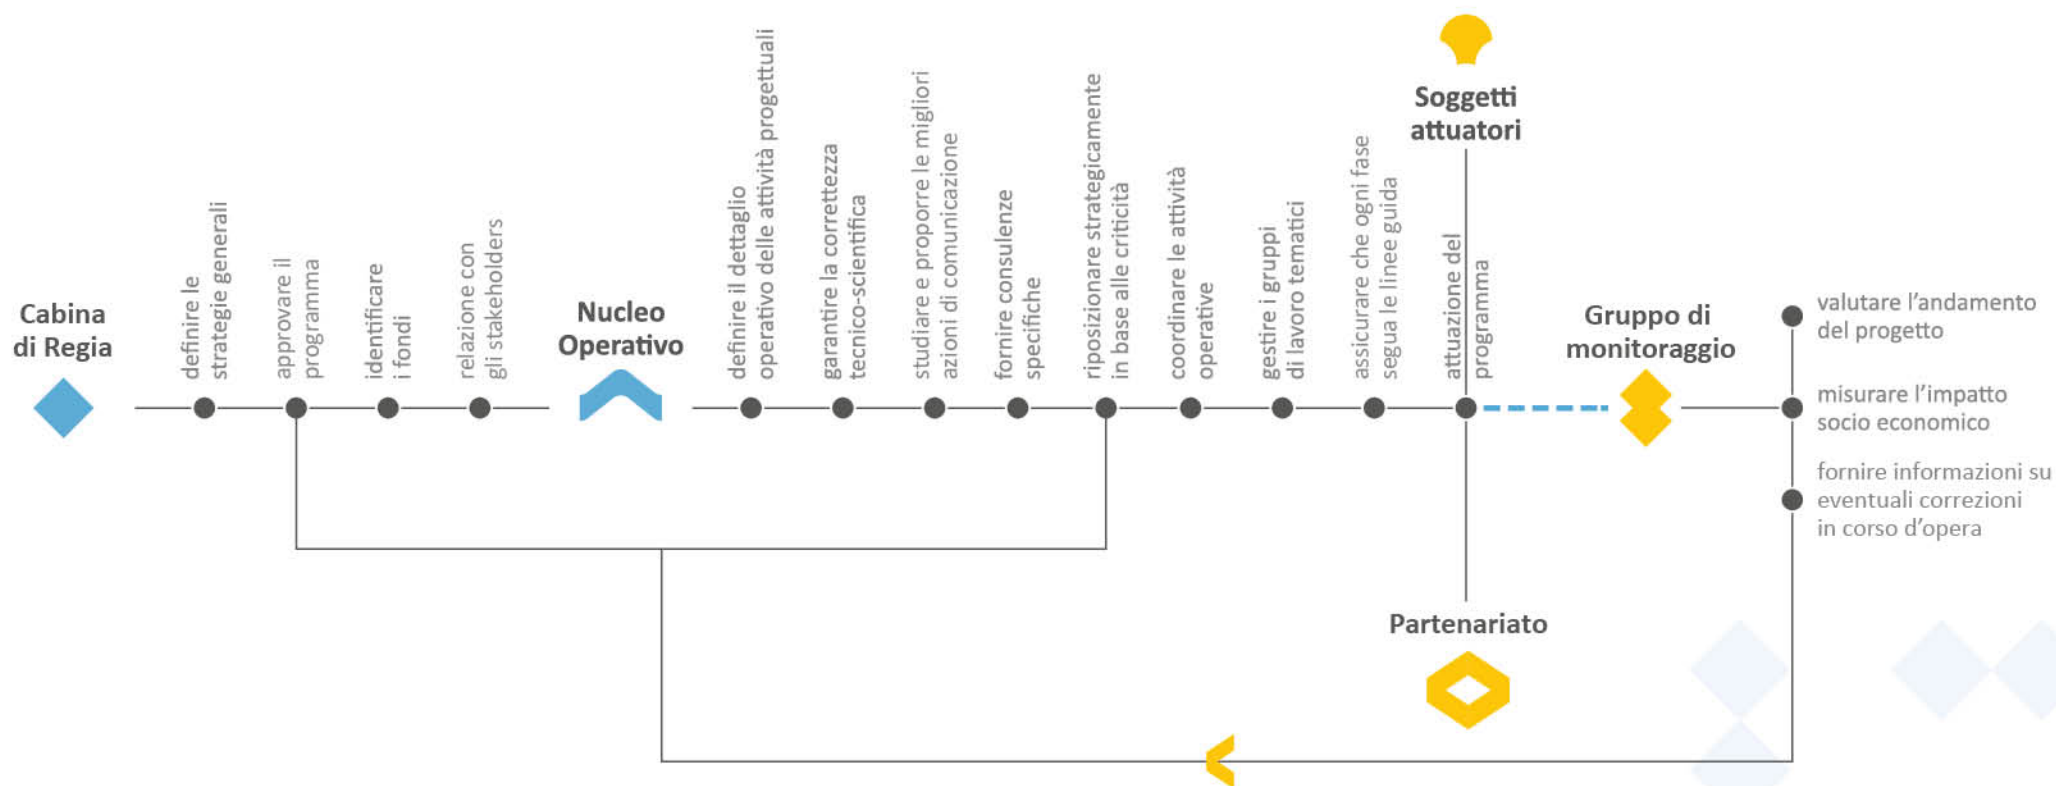 Cabina
di Regia
definire le
strategie generali
approvare il
programma
identificare
i fondi
relazione con
gli stakeholders
Nucleo
Operativo
definire il dettaglio
operativo delle attività progettuali
garantire la correttezza
tecnico-scientifica
studiare e proporre le migliori
azioni di comunicazione
fornire consulenze
specifiche
riposizionare strategicamente
in base alle criticità
coordinare le attività
operative
gestire i gruppi
di lavoro tematici
assicurare che ogni fase
segua le linee guida
Soggetti
attuatori
attuazione del
programma
Partenariato
Gruppo di
monitoraggio
valutare l’andamento
del progetto
misurare l’impatto
socio economico
fornire informazioni su
eventuali correzioni
in corso d’opera